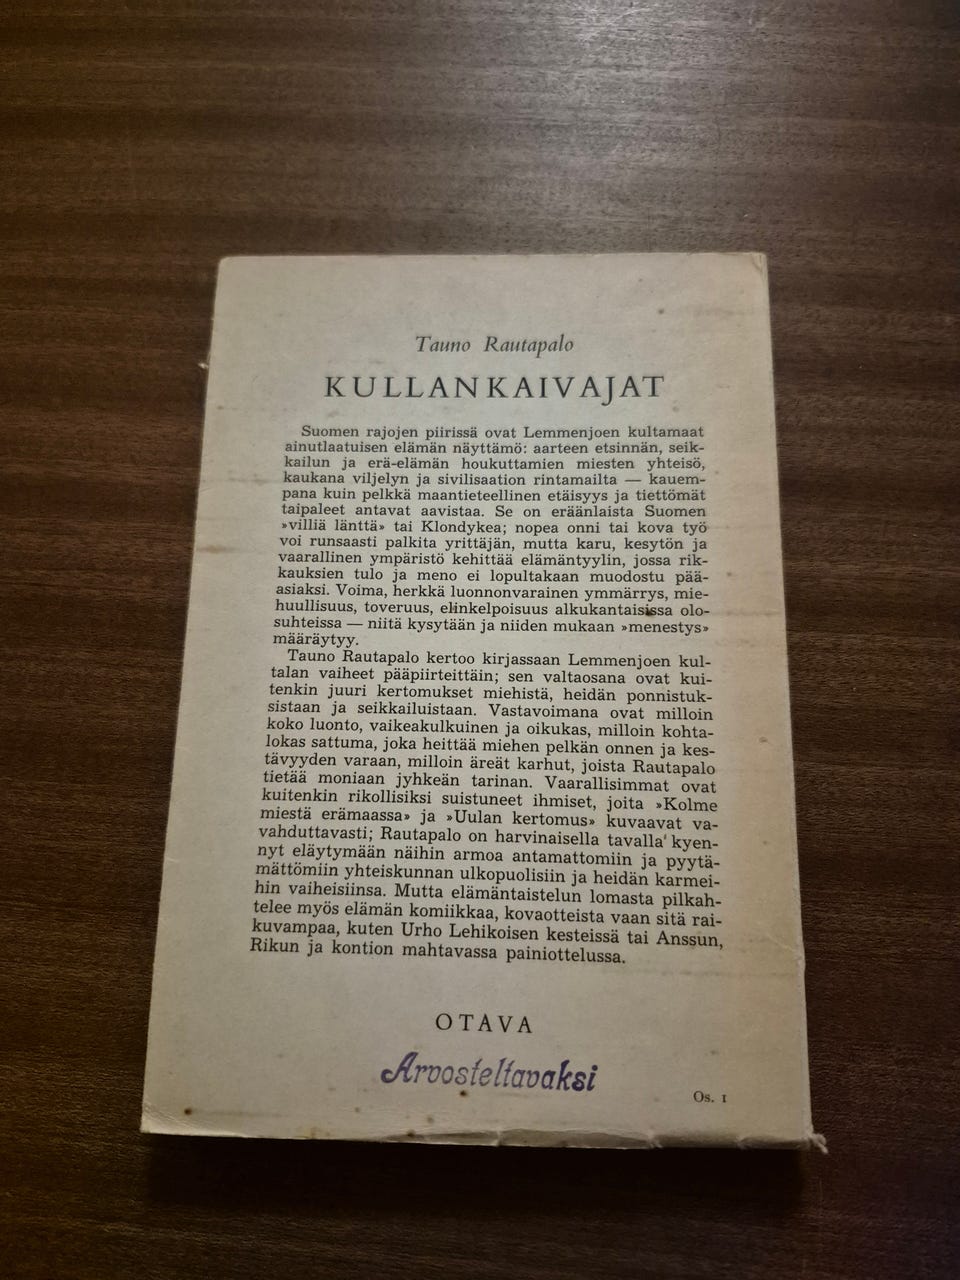 Tauno Rautapalo
KULLANKAIVAJAT
Suomen rajojen piirissä ovat Lemmenjoen kultamaat
ainutlaatuisen elämän näyttämö: aarteen etsinnän, seik-
kailun ja erä-elämän houkuttamien miesten yhteisö,
kaukana viljelyn ja sivilisaation rintamailta — kauem-
pana kuin pelkkä maantieteellinen etäisyys ja tiettömät
taipaleet antavat aavistaa. Se on eräänlaista Suomen
»villiä länttä» tai Klondykea; nopea onni tai kova työ
voi runsaasti palkita yrittäjän, mutta karu, kesytön ja
vaarallinen ympäristö kehittää elämäntyylin, jossa rik-
kauksien tulo ja meno ei lopultakaan muodostu pää-
asiaksi. Voima, herkkä luonnonvarainen ymmärrys, mie-
huullisuus, toveruus, elinkelpoisuus alkukantaisissa olo-
suhteissa — niitä kysytään ja niiden mukaan »menestys»
määräytyy.
Tauno Rautapalo kertoo kirjassaan Lemmenjoen kul-
talan vaiheet pääpiirteittäin; sen valtaosana ovat kui-
tenkin juuri kertomukset miehistä, heidän ponnistuk-
sistaan ja seikkailuistaan. Vastavoimana ovat milloin
koko luonto, vaikeakulkuinen ja oikukas, milloin kohta-
lokas sattuma, joka heittää miehen pelkän onnen ja kes-
tävyyden varaan, milloin äreät karhut, joista Rautapalo
tietää moniaan jyhkeän tarinan. Vaarallisimmat ovat
kuitenkin rikollisiksi suistuneet ihmiset, joita »Kolme
miestä erämaassa» ja »Uulan kertomus» kuvaavat va-
vahduttavasti; Rautapalo on harvinaisella tavalla kyen-
nyt eläytymään näihin armoa antamattomiin ja pyytä-
mättömiin yhteiskunnan ulkopuolisiin ja heidän karmei-
hin vaiheisiinsa. Mutta elämäntaistelun lomasta pilkah-
telee myös elämän komiikkaa, kovaotteista vaan sitä rai-
kuvampaa, kuten Urho Lehikoisen kesteissä tai Anssun,
Rikun ja kontion mahtavassa painiottelussa.
OTAVA
Arvosteltavaksi
Os. 1